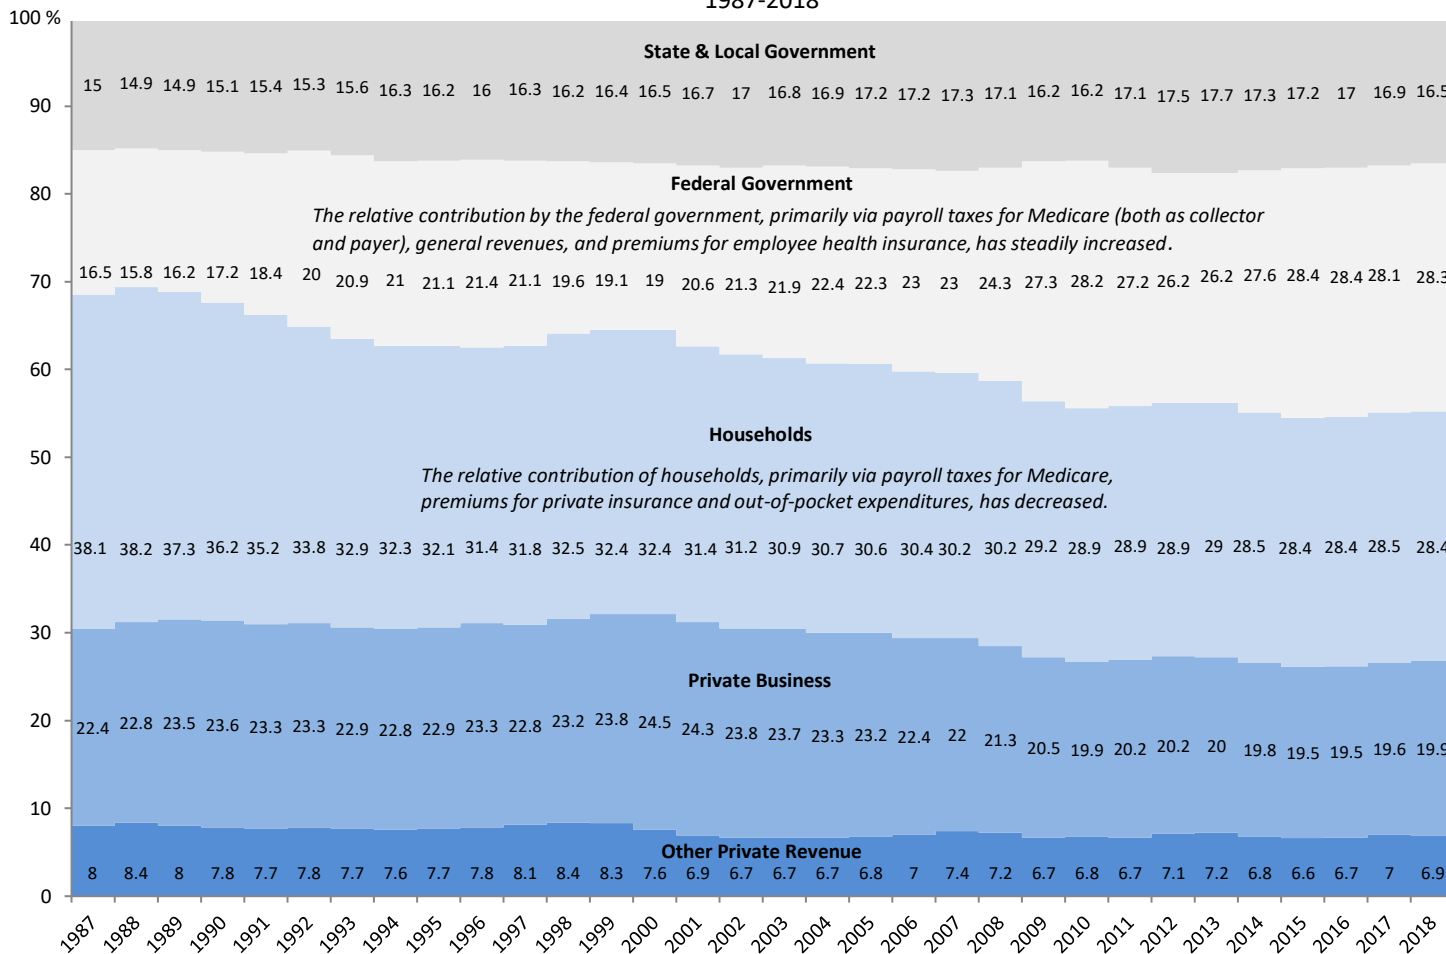 1987-2018
100 %
State & Local Government
15 14.9 14.9 15.1 15.4 15.3 15.6 16.3 16.2 16 16.3 16.2 16.4 16.5 16.7 17 16.8 16.9 17.2 17.2 17.3 17.1 16.2 16.2 17.1 17.5 17.7 17.3 17.2 17 16.9 16.5
90
80
Federal Government
The relative contribution by the federal government, primarily via payroll taxes for Medicare (both as collector
and payer), general revenues, and premiums for employee health insurance, has steadily increased.
16.5 15.8 16.2 17.2 18.4 20 20.9 21 21.1 21.4 21.1 19.6 19.1 19 20.6 21.3 21.9 22.4 22.3 23 23 24.3 27.3 28.2 27.2 26.2 26.2 27.6 28.4 28.4 28.1 28.3
70
60
Households
50
The relative contribution of households, primarily via payroll taxes for Medicare,
premiums for private insurance and out-of-pocket expenditures, has decreased.
40
38.1 38.2 37.3 36.2 35.2 33.8 32.9 32.3 32.1 31.4 31.8 32.5 32.4 32.4 31.4 31.2 30.9 30.7 30.6 30.4 30.2 30.2 29.2 28.9 28.9 28.9 29 28.5 28.4 28.4 28.5 28.4
30
Private Business
20
22.4 22.8 23.5 23.6 23.3 23.3 22.9 22.8 22.9 23.3 22.8 23.2 23.8 24.5 24.3 23.8 23.7 23.3 23.2 22.4 22 21.3 20.5 19.9 20.2 20.2 20 19.8 19.5 19.5 19.6 19.9
10
Other Private Revenue
8 8.4 8 7.8 7.7 7.8 7.7 7.6 7.7 7.8 8.1 8.4 8.3 7.6 6.9 6.7 6.7 6.7 6.8 7 7.4 7.2 6.7 6.8 6.7 7.1 7.2 6.8 6.6 6.7 7 6.9
0
1987 1988 1989 1990 1991 1992 1993 1994 1995 1996 1997 1998 1999 2000 2001 2002 2003 2004 2005 2006 2007 2008 2009 2010 2011 2012 2013 2014 2015 2016 2017 2018